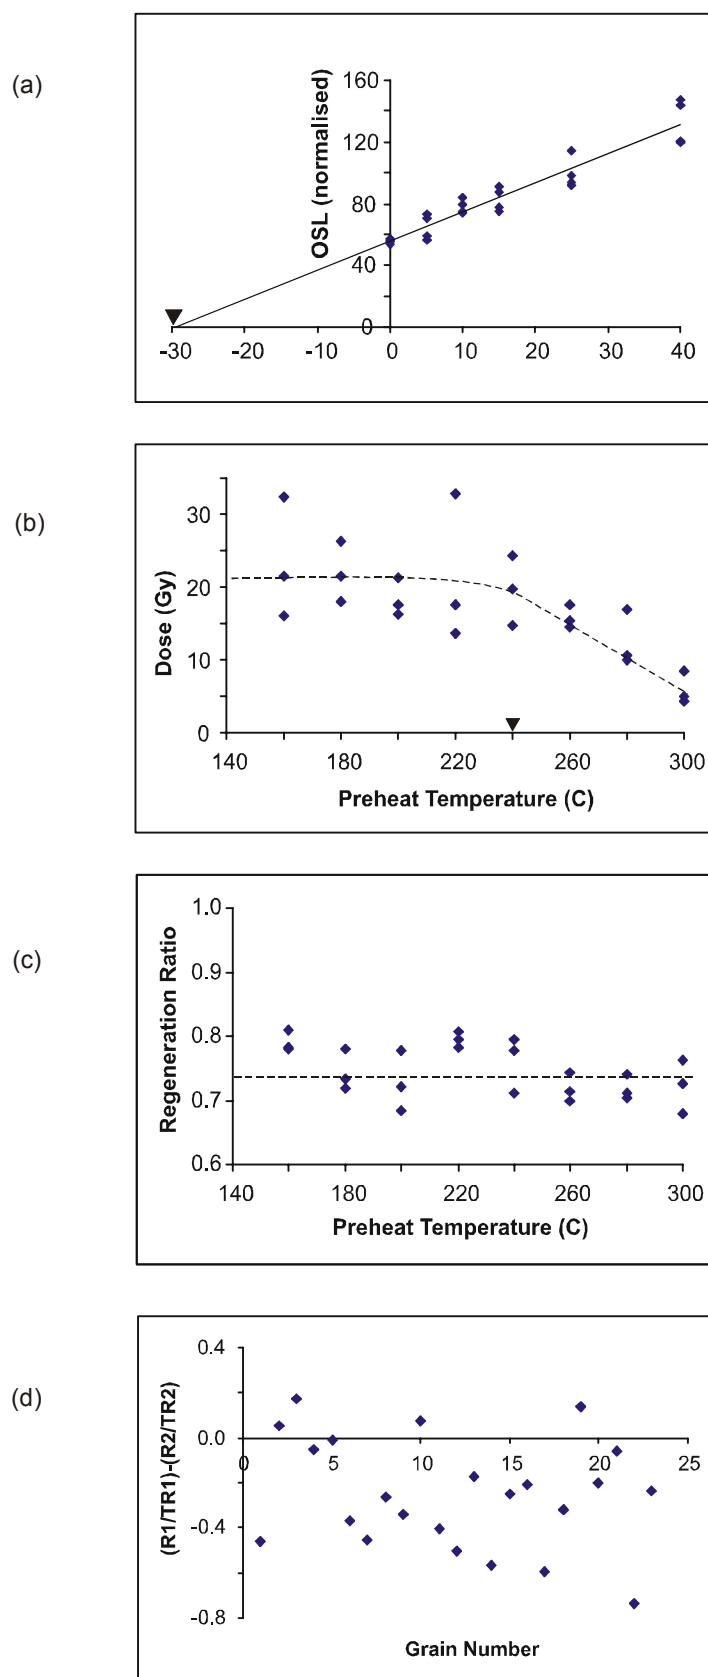 (a)
OSL (normalised)
160
120
80
40
0
-30 -20 -10 0 10 20 30 40
(b)
Dose (Gy)
30
20
10
0
140 180 220 260 300
Preheat Temperature (C)
(c)
Regeneration Ratio
1.0
0.9
0.8
0.7
0.6
140 180 220 260 300
Preheat Temperature (C)
(d)
(R1/TR1)-(R2/TR2)
0.4
0.0
-0.4
-0.8
0 5 10 15 20 25
Grain Number